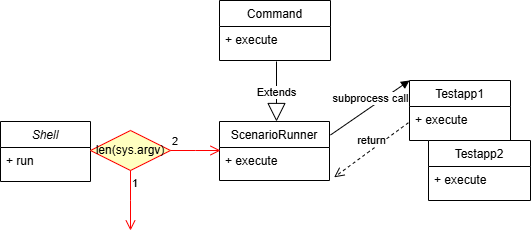 Command
+ execute
Extends
subprocess call
Testapp1
+ execute
return
Shell
+ run
len(sys.argv)
2
1
ScenarioRunner
+ execute
Testapp2
+ execute